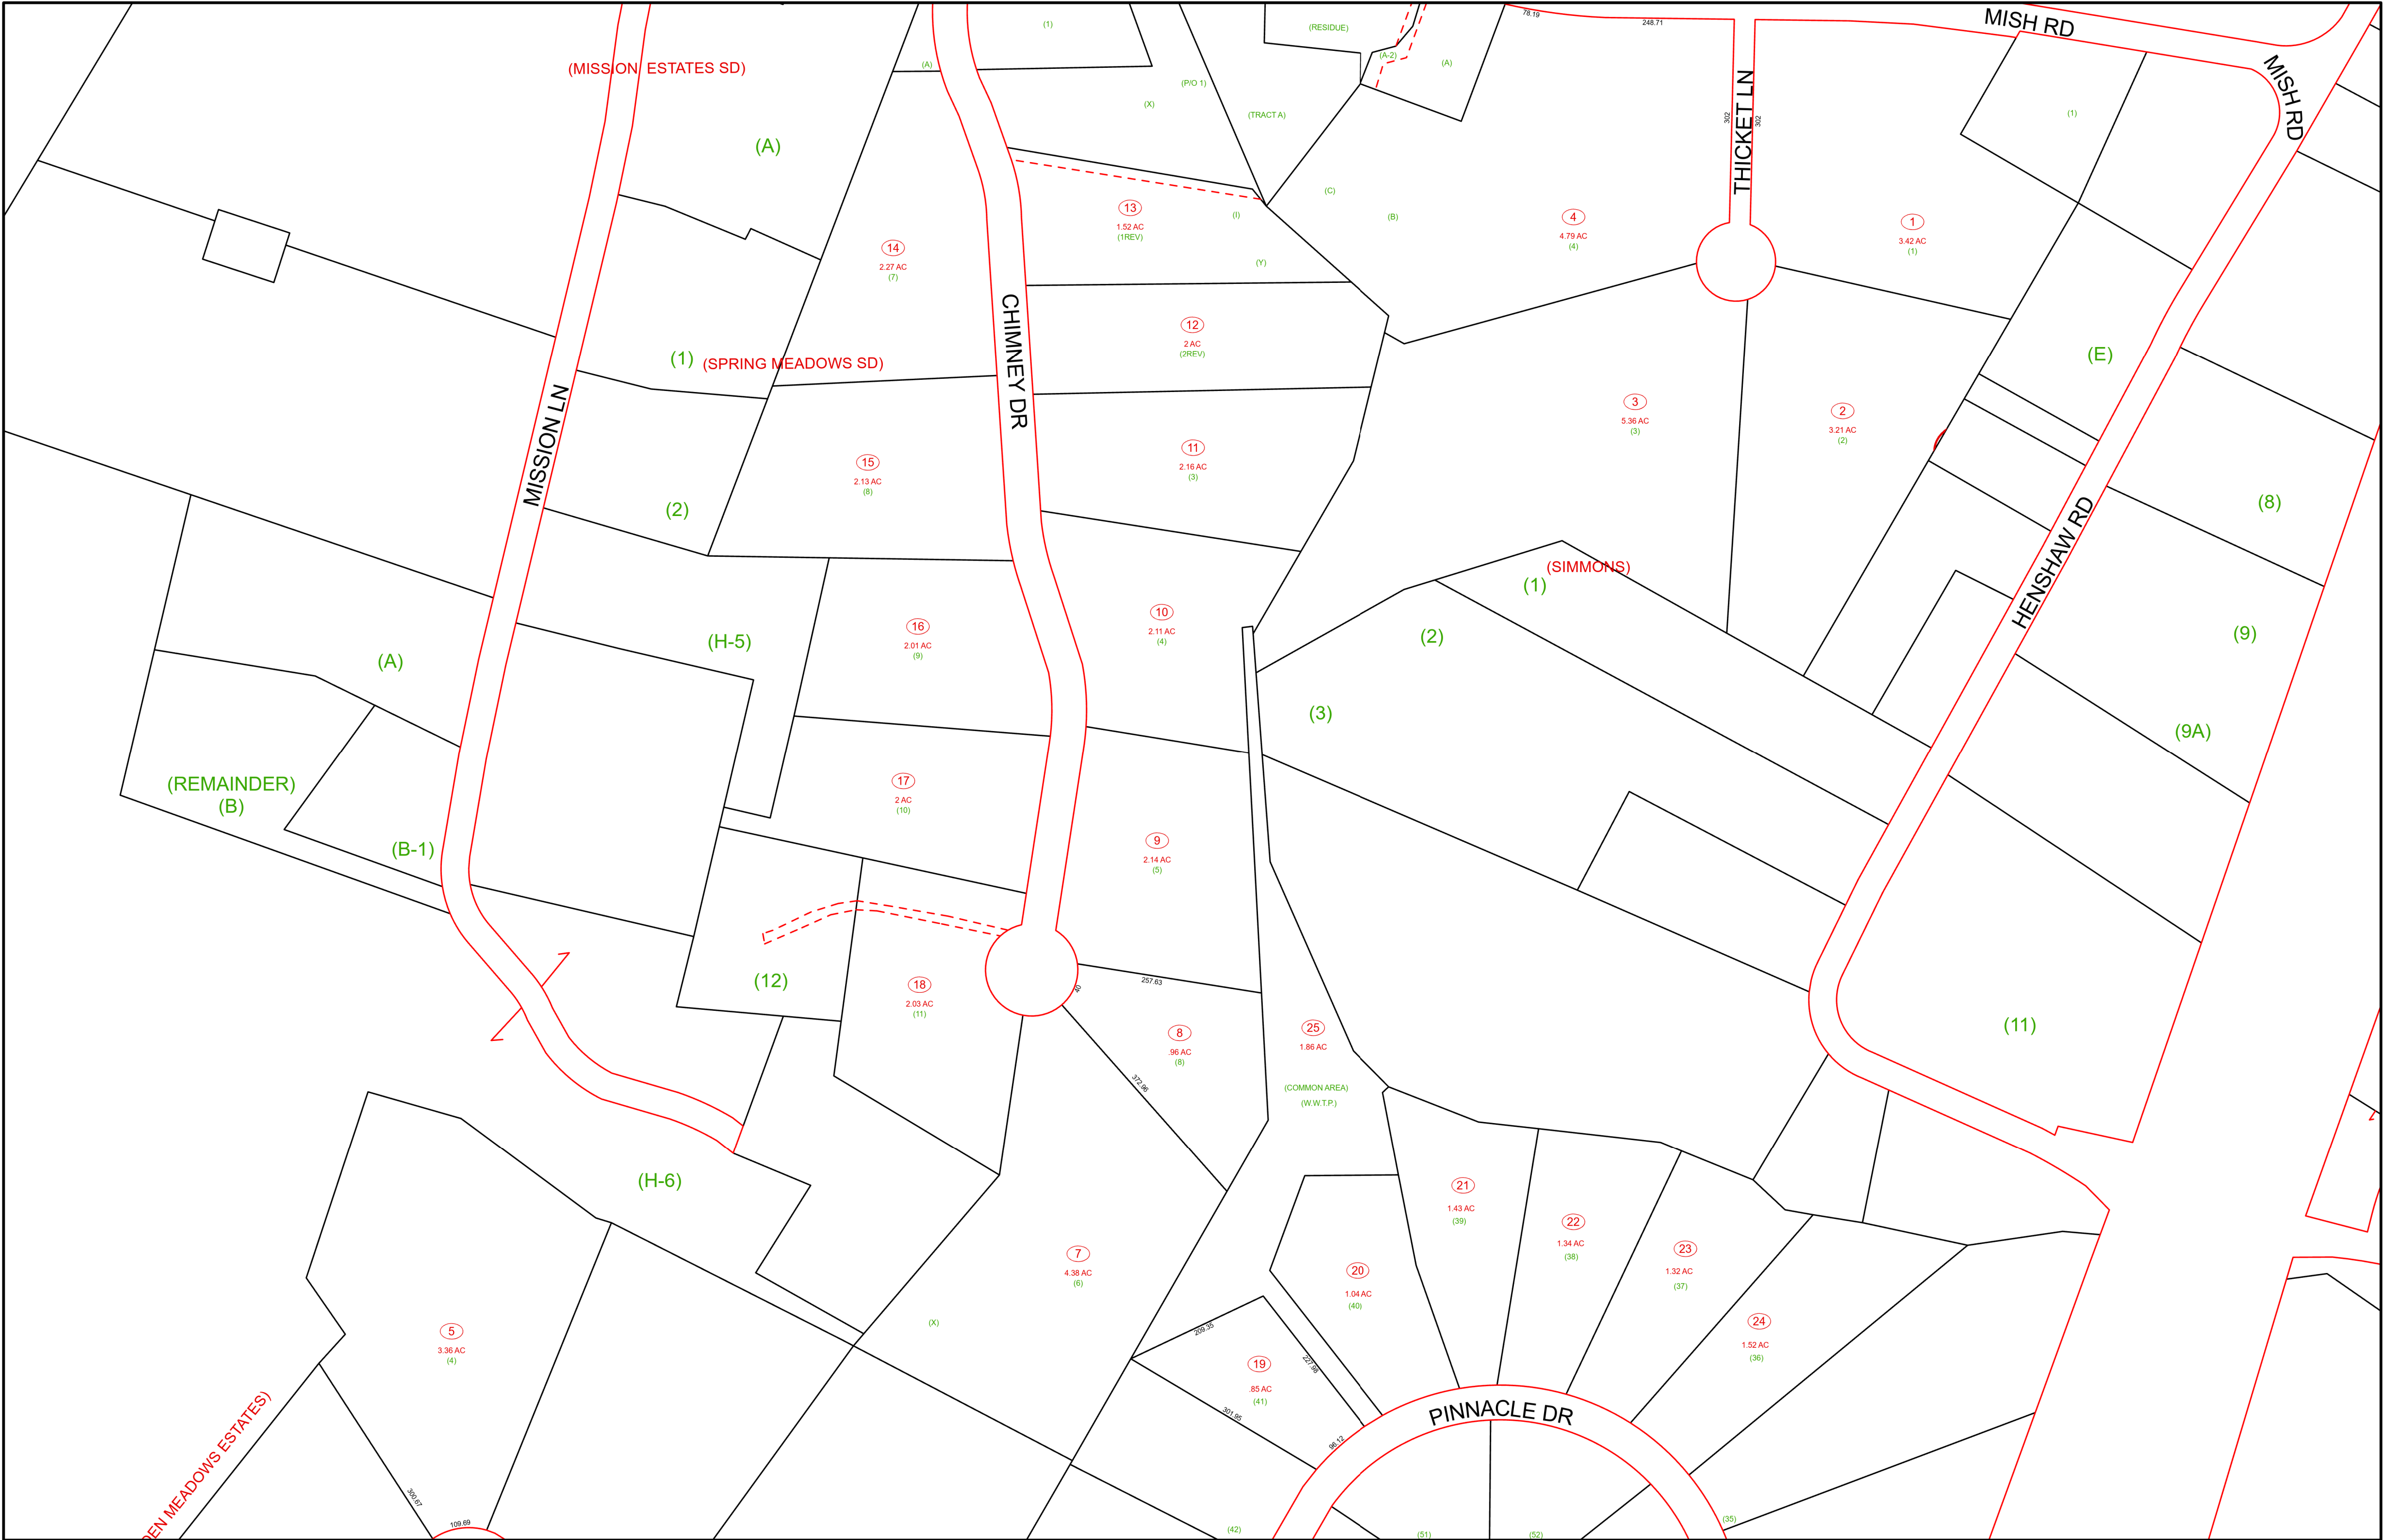 (1)
(RESIDUE)
78.19
248.71
MISH RD
(MISSION ESTATES SD)
(A)
(A-2)
(A)
MISH RD
(P/O 1)
(X)
(TRACT A)
302
THICKET LN
302
(1)
(A)
(C)
13
1.52 AC
(1REV)
(I)
(B)
4
4.79 AC
(4)
1
3.42 AC
(1)
14
2.27 AC
(7)
(Y)
CHIMNEY DR
12
2 AC
(2REV)
(E)
(1)
(SPRING MEADOWS SD)
MISSION LN
3
5.36 AC
(3)
2
3.21 AC
(2)
11
2.16 AC
(3)
15
2.13 AC
(8)
(2)
(8)
HENSHAW RD
(SIMMONS)
(1)
10
2.11 AC
(4)
16
2.01 AC
(9)
(H-5)
(2)
(9)
(A)
(3)
(9A)
(REMAINDER)
(B)
17
2 AC
(10)
(B-1)
9
2.14 AC
(5)
(12)
257.63
40
18
2.03 AC
(11)
8
.96 AC
(8)
25
1.86 AC
(11)
372.96
(COMMON AREA)
(W.W.T.P.)
(H-6)
21
1.43 AC
(39)
22
1.34 AC
(38)
23
1.32 AC
(37)
7
4.38 AC
(6)
20
1.04 AC
(40)
(X)
24
1.52 AC
(36)
5
3.36 AC
(4)
209.35
227.98
19
.85 AC
(41)
301.95
PINNACLE DR
96.12
DEN MEADOWS ESTATES)
300.67
109.69
(42)
(51)
(52)
(35)